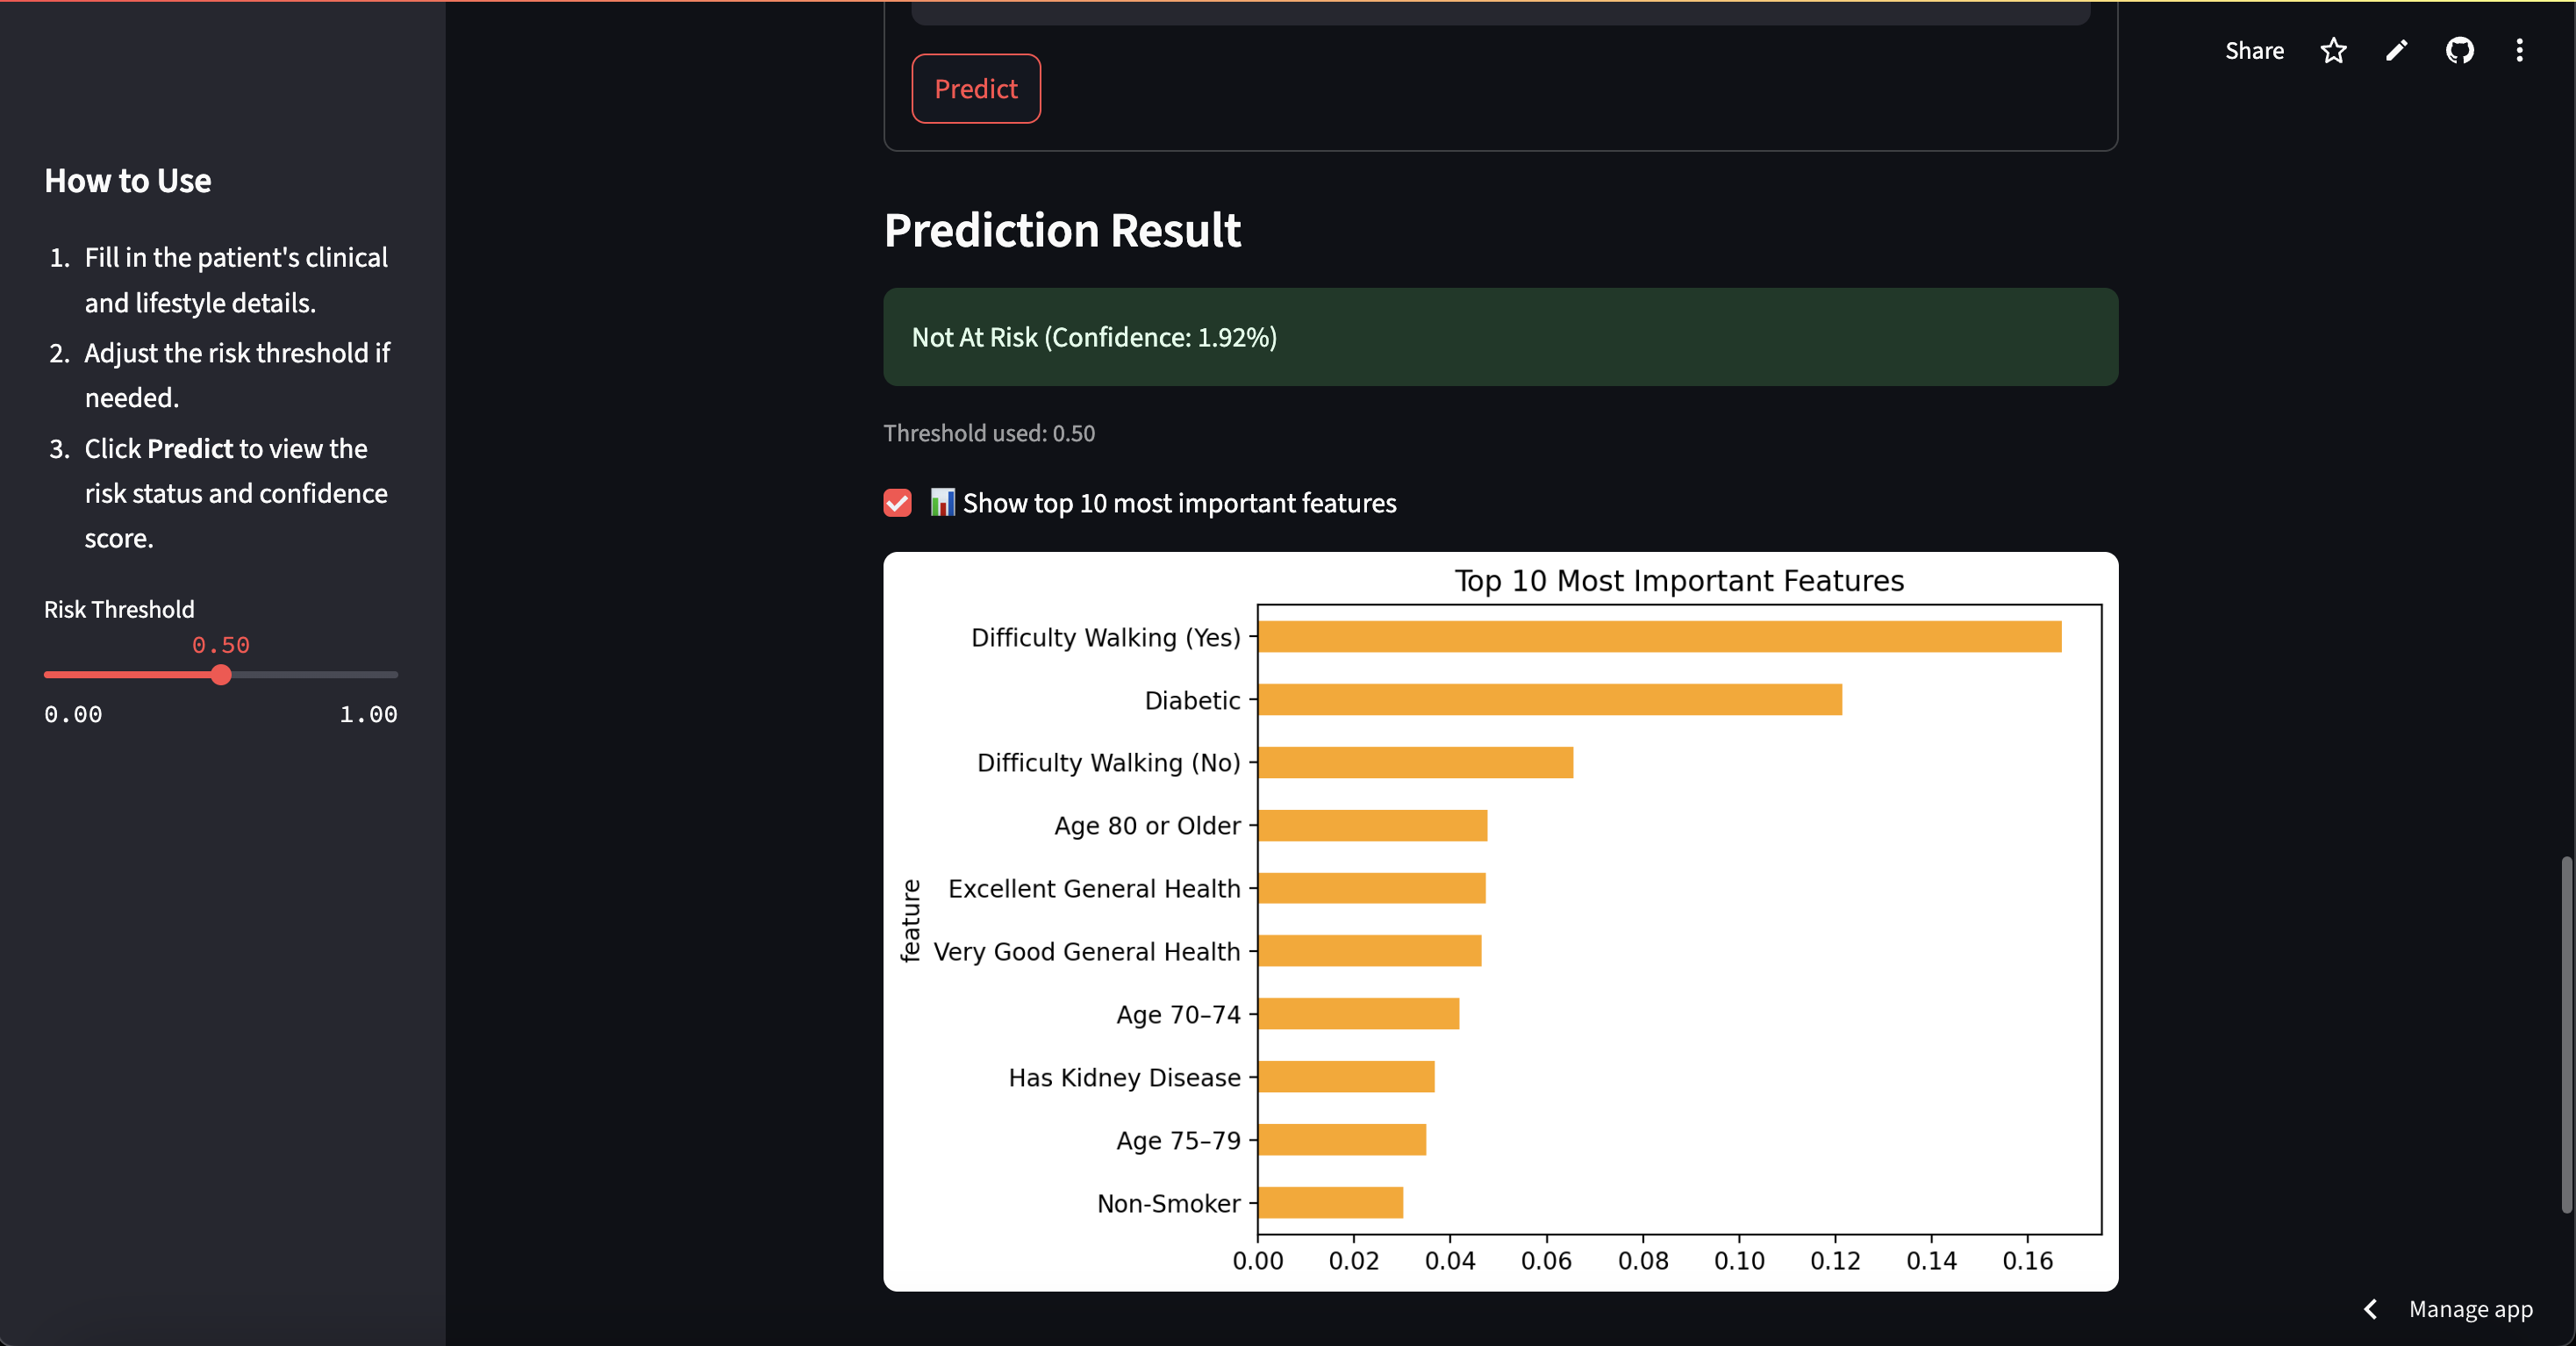 Share
Predict
How to Use
1. Fill in the patient's clinical
and lifestyle details.
2. Adjust the risk threshold if
needed.
3. Click Predict to view the
risk status and confidence
score.
Risk Threshold
0.50
0.00 1.00
Prediction Result
Not At Risk (Confidence: 1.92%)
Threshold used: 0.50
Show top 10 most important features
Top 10 Most Important Features
feature
Difficulty Walking (Yes)
Diabetic
Difficulty Walking (No)
Age 80 or Older
Excellent General Health
Very Good General Health
Age 70–74
Has Kidney Disease
Age 75–79
Non-Smoker
0.00 0.02 0.04 0.06 0.08 0.10 0.12 0.14 0.16
Manage app